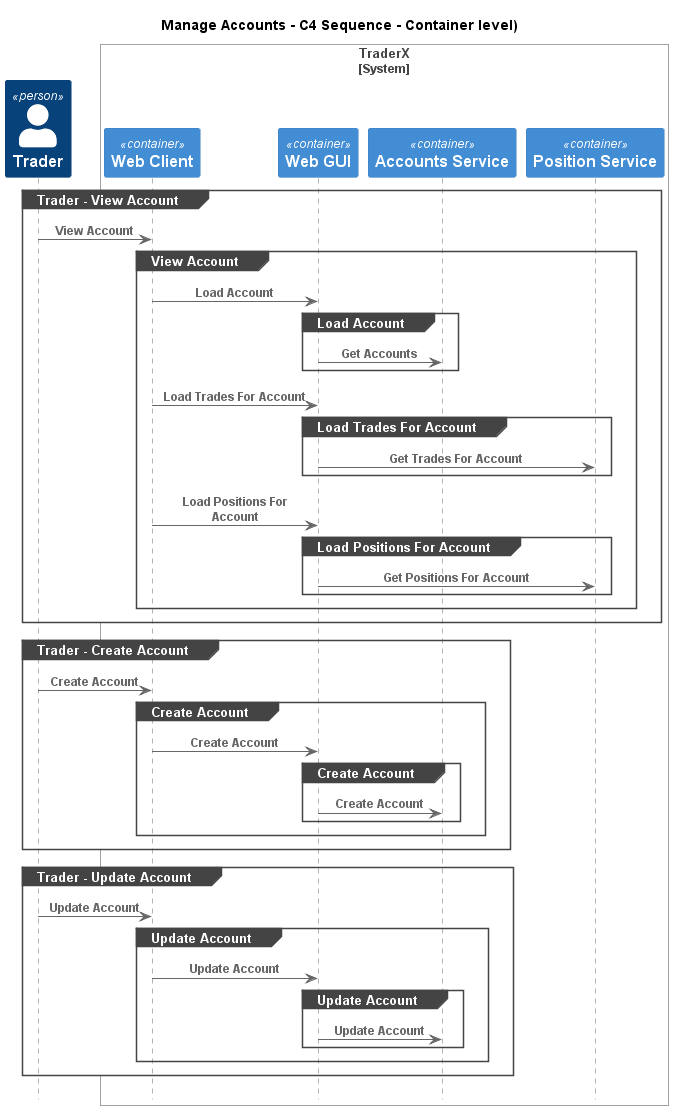 Manage Accounts - C4 Sequence - Container level)
TraderX
[System]
«person»
Trader
«container»
Web Client
«container»
Web GUI
«container»
Accounts Service
«container»
Position Service
Trader - View Account
View Account
View Account
Load Account
Load Account
Get Accounts
Load Trades For Account
Load Trades For Account
Get Trades For Account
Load Positions For
Account
Load Positions For Account
Get Positions For Account
Trader - Create Account
Create Account
Create Account
Create Account
Create Account
Create Account
Trader - Update Account
Update Account
Update Account
Update Account
Update Account
Update Account